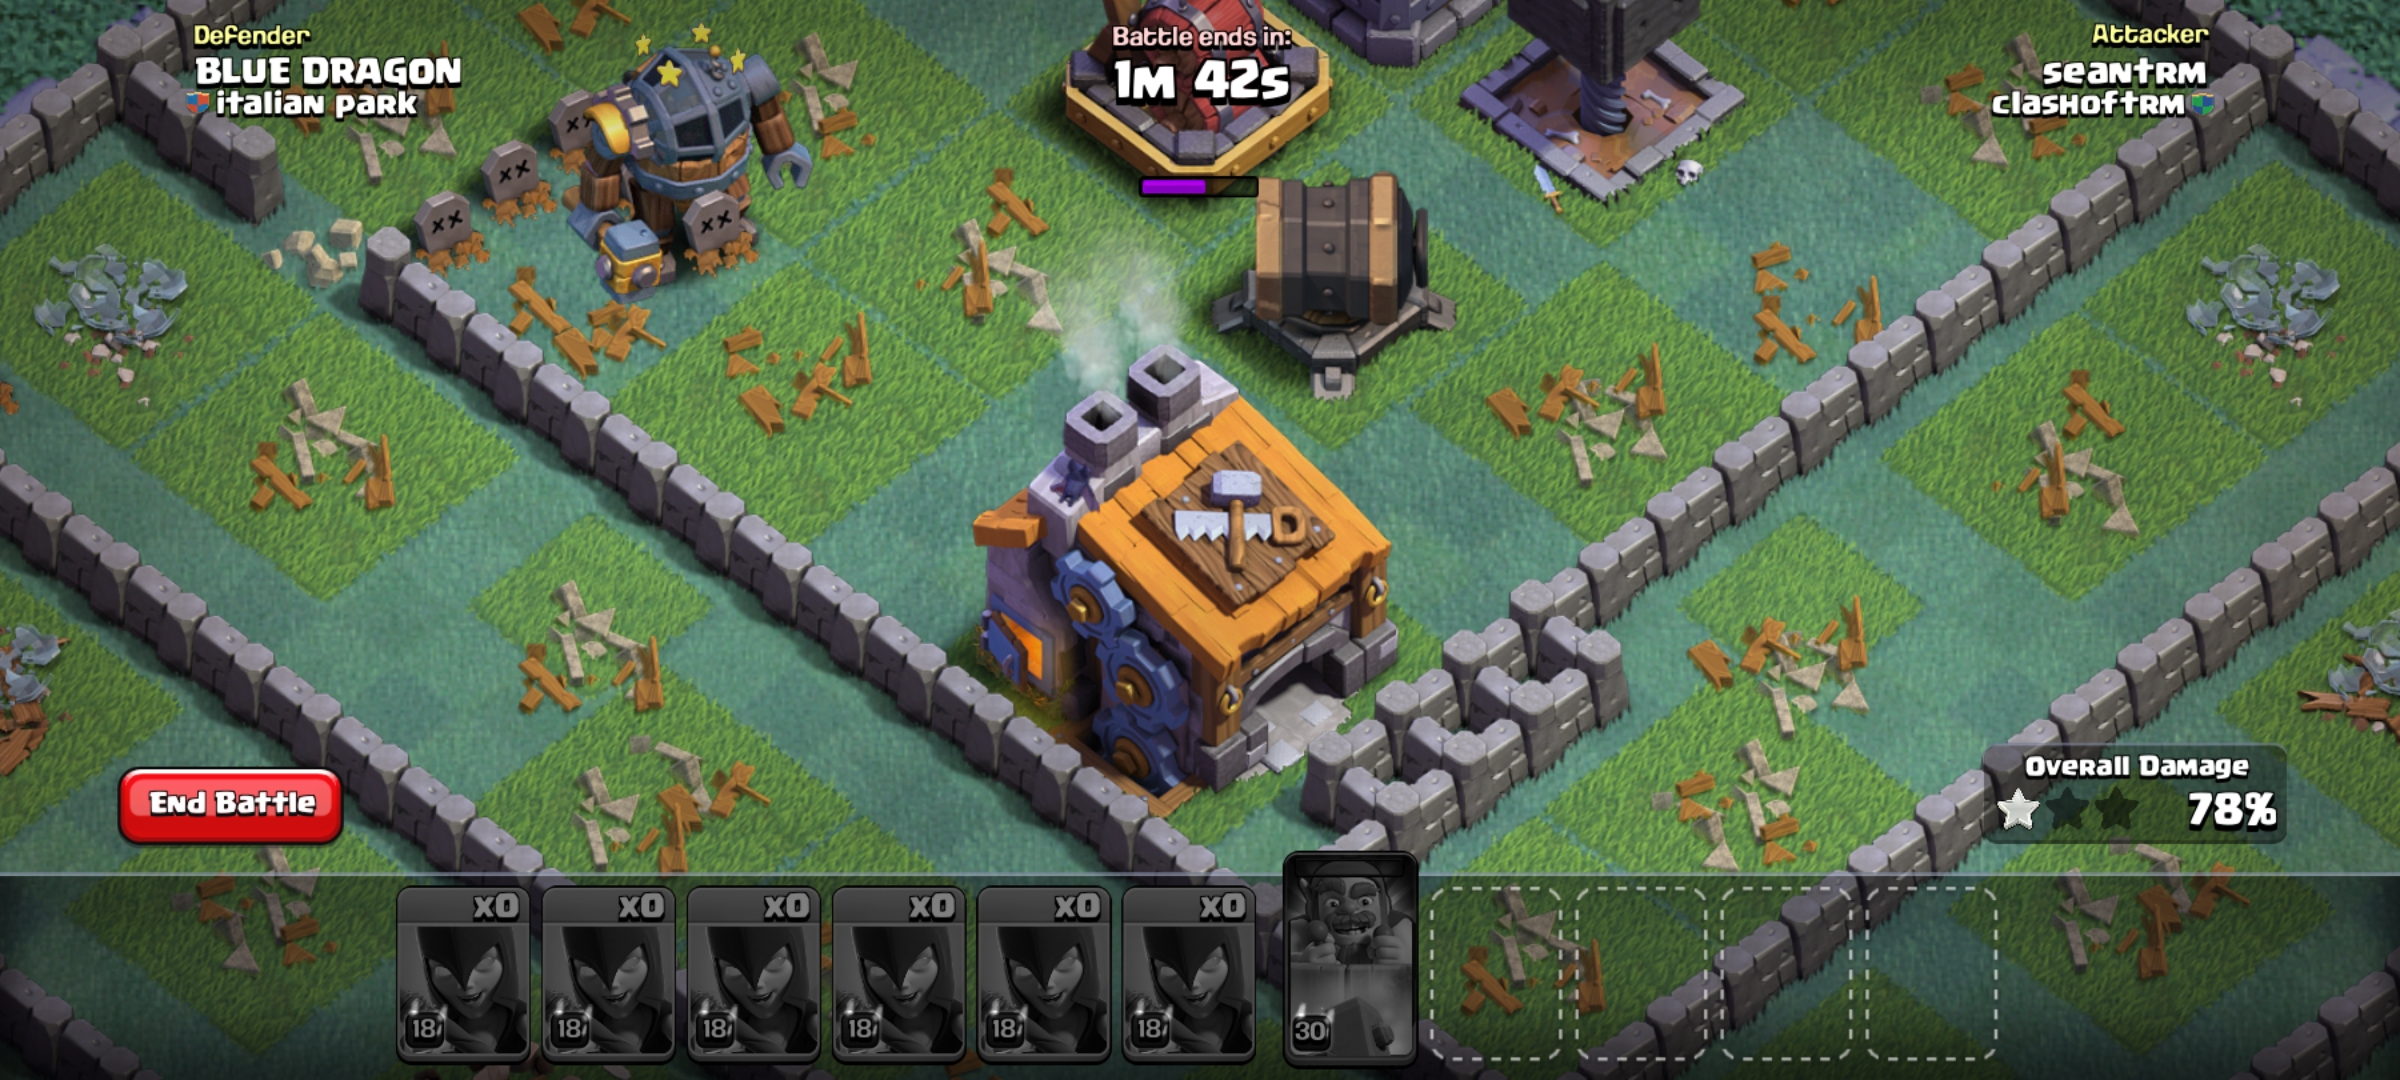 Defender
BLUE DRAGON
italian park
Battle ends in:
1M 42s
Attacker
seantRM
clashoftRM
End Battle
Overall Damage
78%
x0
x0
x0
x0
x0
x0
18
18
18
18
18
18
30